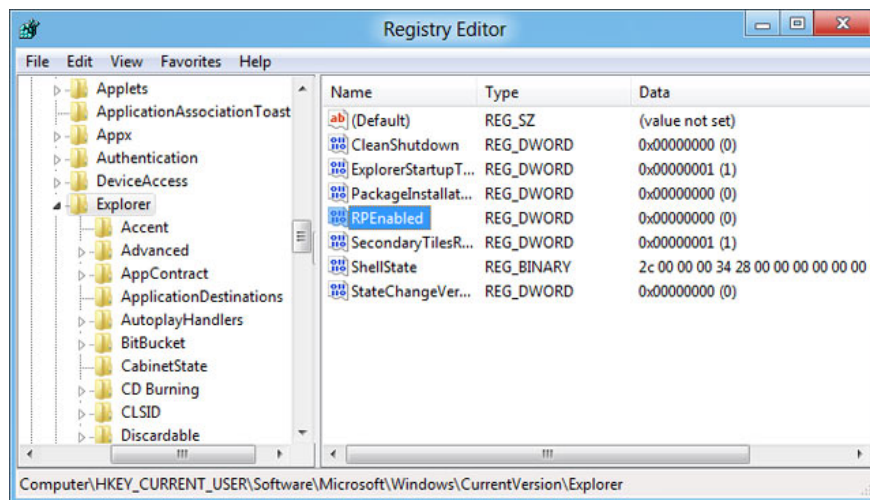 Registry Editor
File Edit View Favorites Help
Applets
ApplicationAssociationToast
Appx
Authentication
DeviceAccess
Explorer
Accent
Advanced
AppContract
ApplicationDestinations
AutoplayHandlers
BitBucket
CabinetState
CD Burning
CLSID
Discardable
Name Type Data
(Default) REG_SZ (value not set)
CleanShutdown REG_DWORD 0x00000000 (0)
ExplorerStartupT... REG_DWORD 0x00000001 (1)
PackageInstallat... REG_DWORD 0x00000000 (0)
RPEnabled REG_DWORD 0x00000000 (0)
SecondaryTilesR... REG_DWORD 0x00000001 (1)
ShellState REG_BINARY 2c 00 00 00 34 28 00 00 00 00 00 00
StateChangeVer... REG_DWORD 0x00000000 (0)
Computer\HKEY_CURRENT_USER\Software\Microsoft\Windows\CurrentVersion\Explorer